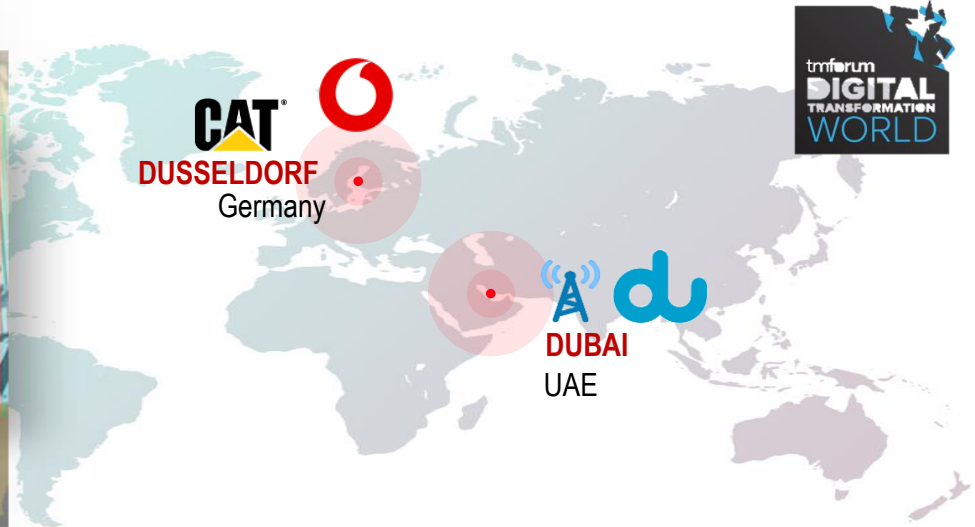 tmforum
DIGITAL
TRANSFORMATION
WORLD
CAT®
DUSSELDORF
Germany
du
DUBAI
UAE